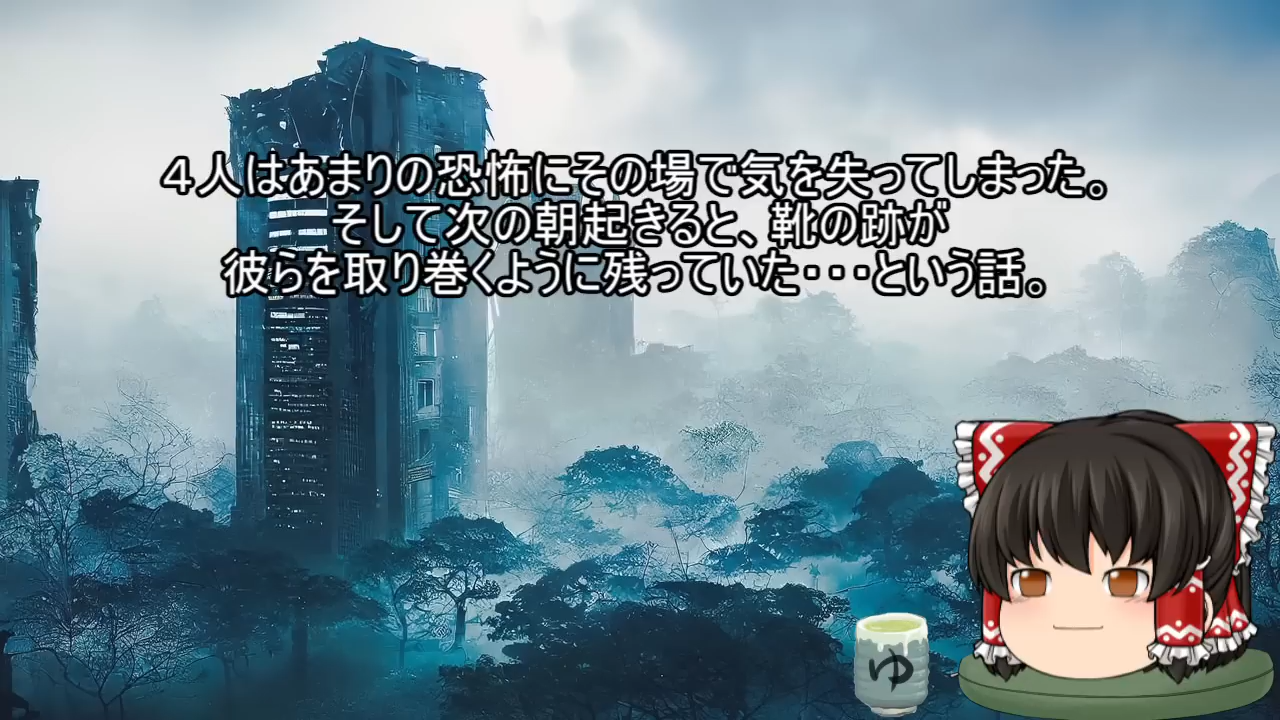 ４人はあまりの恐怖にその場で気を失ってしまった。
そして次の朝起きると、靴の跡が
彼らを取り巻くように残っていた・・・という話。
ゆ